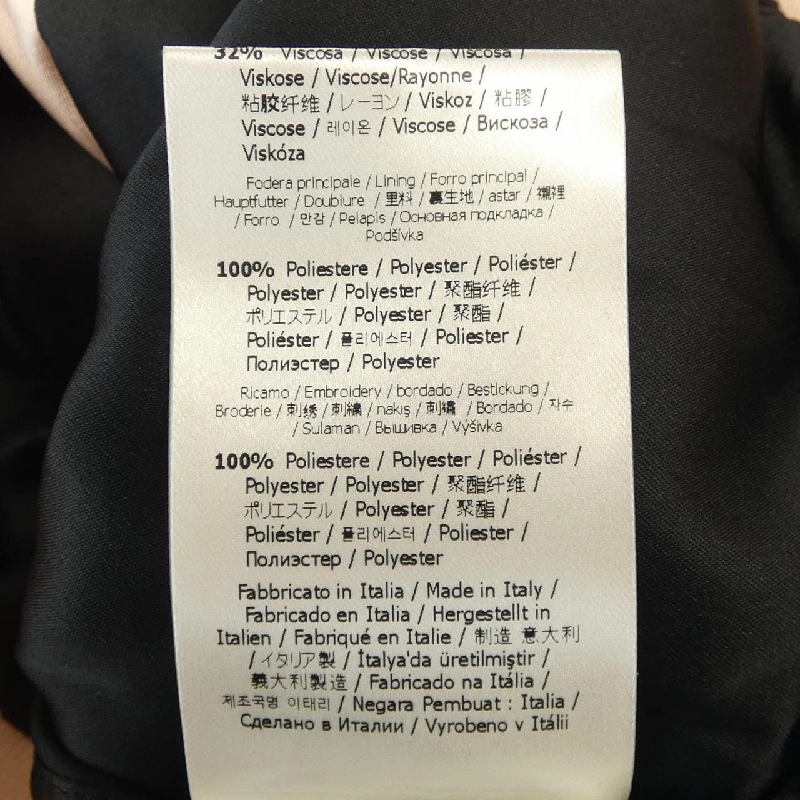 32% Viscosa / Viscose / Viscosa /
Viskose / Viscose/Rayonne /
粘胶纤维 / レーヨン / Viskoz / 粘膠 /
Viscose / 레이온 / Viscose / Вискоза /
Viskóza
Fodera principale / Lining / Forro principal /
Hauptfutter / Doublure / 里料 / 裏生地 / astar / 襯裡
/ Forro / 안감 / Pelapis / Основная подкладка /
Podšívka
100% Poliestere / Polyester / Poliéster /
Polyester / Polyester / 聚酯纤维 /
ポリエステル / Polyester / 聚酯 /
Poliéster / 폴리에스터 / Poliester /
Полиэстер / Polyester
Ricamo / Embroidery / bordado / Bestickung /
Broderie / 刺绣 / 刺繍 / nakış / 刺繡 / Bordado / 자수
/ Sulaman / Вышивка / Výšivka
100% Poliestere / Polyester / Poliéster /
Polyester / Polyester / 聚酯纤维 /
ポリエステル / Polyester / 聚酯 /
Poliéster / 폴리에스터 / Poliester /
Полиэстер / Polyester
Fabbricato in Italia / Made in Italy /
Fabricado en Italia / Hergestellt in
Italien / Fabriqué en Italie / 制造 意大利
/ イタリア製 / İtalya'da üretilmiştir /
義大利製造 / Fabricado na Itália /
제조국명 이태리 / Negara Pembuat : Italia /
Сделано в Италии / Vyrobeno v Itálii